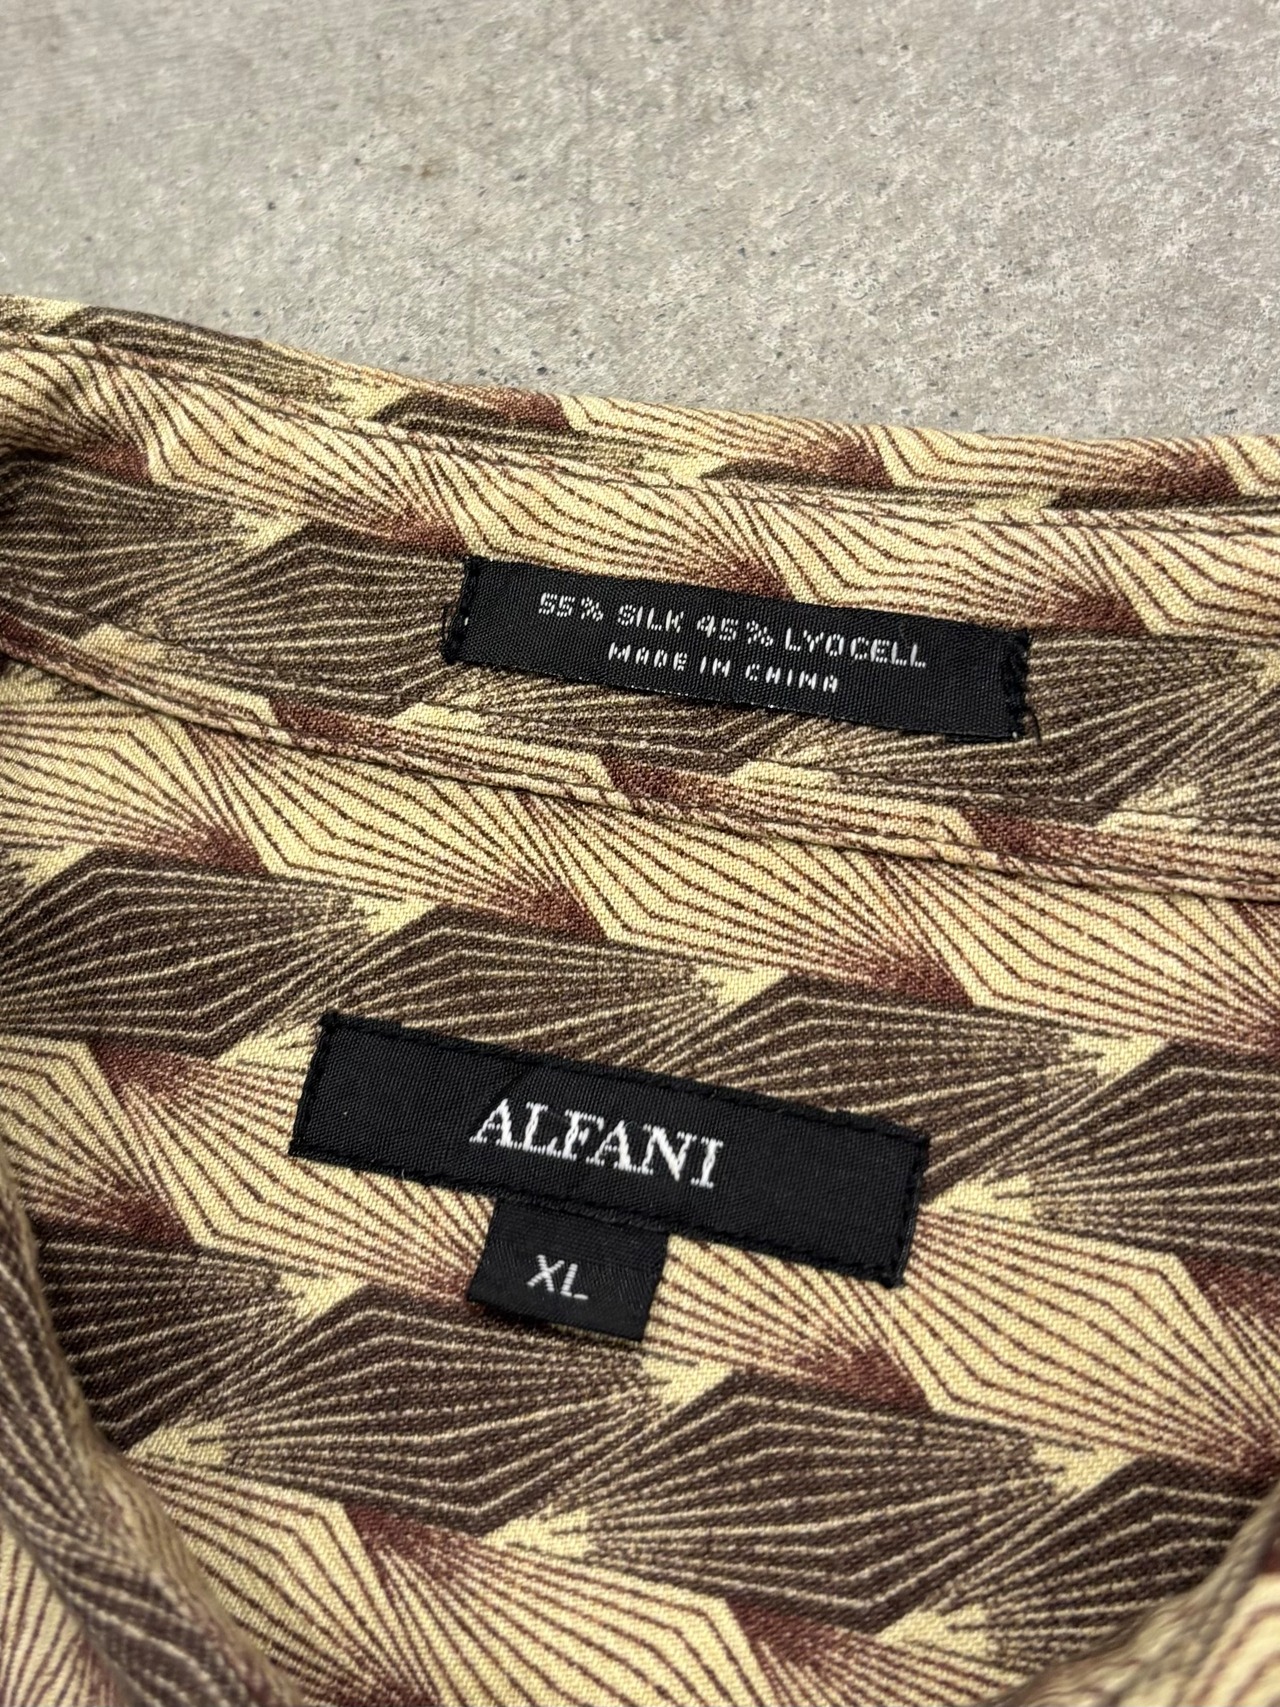 55% SILK 45% LYOCELL
MADE IN CHINA
ALFANI
XL